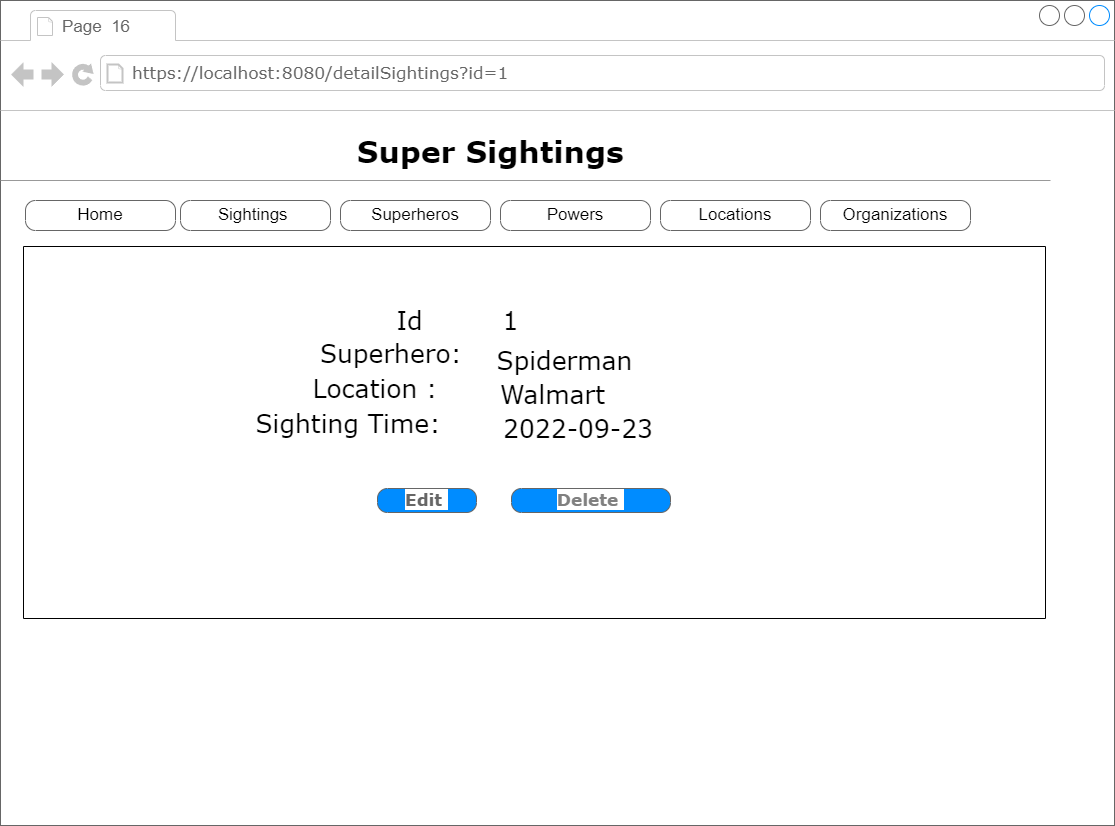 Page 16
https://localhost:8080/detailSightings?id=1
Super Sightings
Home Sightings Superheros Powers Locations Organizations
Id 1
Superhero: Spiderman
Location : Walmart
Sighting Time: 2022-09-23
Edit Delete